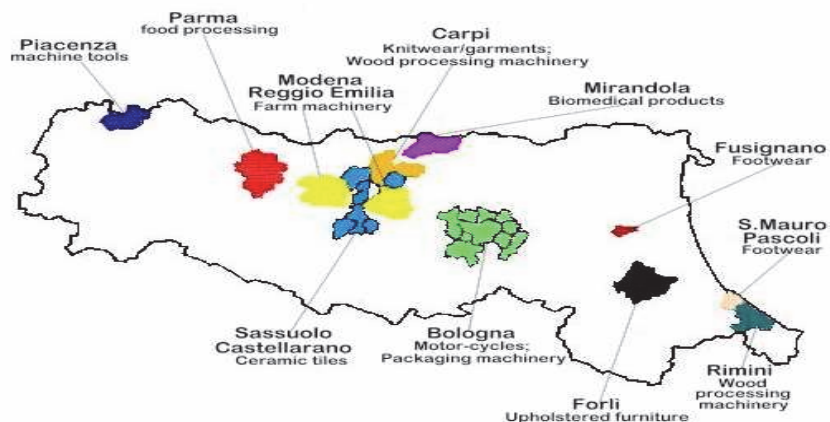 Parma
food processing
Piacenza
machine tools
Carpi
Knitwear/garments;
Wood processing machinery
Modena
Reggio Emilia
Farm machinery
Mirandola
Biomedical products
Fusignano
Footwear
S.Mauro
Pascoli
Footwear
Sassuolo
Castellarano
Ceramic tiles
Bologna
Motor-cycles;
Packaging machinery
Forlì
Upholstered furniture
Rimini
Wood
processing
machinery